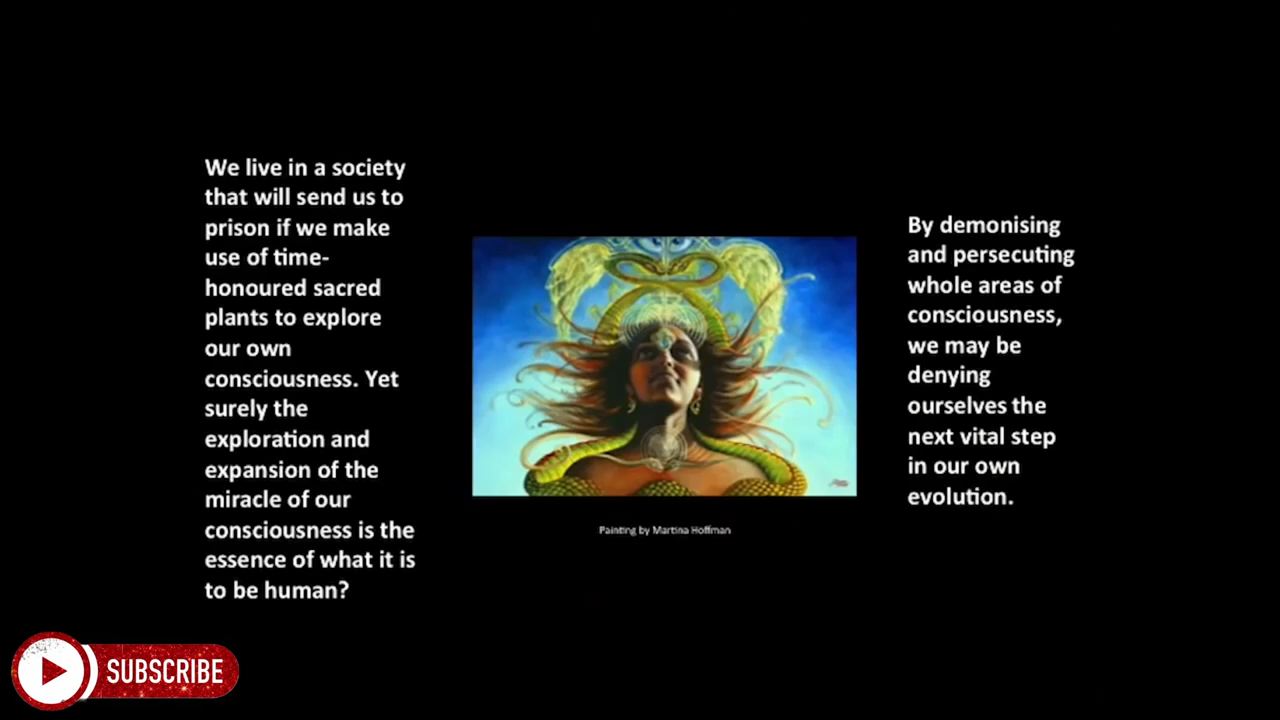 We live in a society
that will send us to
prison if we make
use of time-
honoured sacred
plants to explore
our own
consciousness. Yet
surely the
exploration and
expansion of the
miracle of our
consciousness is the
essence of what it is
to be human?
Painting by Martina Hoffman
By demonising
and persecuting
whole areas of
consciousness,
we may be
denying
ourselves the
next vital step
in our own
evolution.
SUBSCRIBE